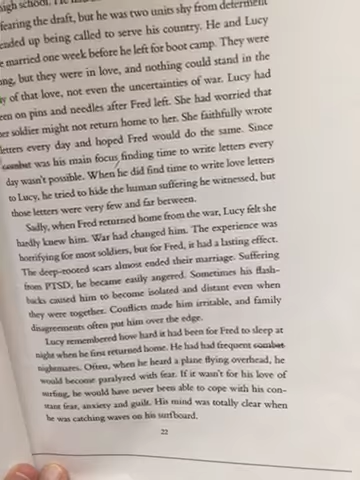 high school. He had
fearing the draft, but he was two units shy from deferment
ended up being called to serve his country. He and Lucy
e married one week before he left for boot camp. They were
ng, but they were in love, and nothing could stand in the
y of that love, not even the uncertainties of war. Lucy had
een on pins and needles after Fred left. She had worried that
er soldier might not return home to her. She faithfully wrote
letters every day and hoped Fred would do the same. Since
combat was his main focus, finding time to write letters every
day wasn't possible. When he did find time to write love letters
to Lucy, he tried to hide the human suffering he witnessed, but
those letters were very few and far between.
Sadly, when Fred returned home from the war, Lucy felt she
hardly knew him. War had changed him. The experience was
horrifying for most soldiers, but for Fred, it had a lasting effect.
The deep-rooted scars almost ended their marriage. Suffering
from PTSD, he became easily angered. Sometimes his flash-
backs caused him to become isolated and distant even when
they were together. Conflicts made him irritable, and family
disagreements often put him over the edge.
Lucy remembered how hard it had been for Fred to sleep at
night when he first returned home. He had had frequent combat
nightmares. Often, when he heard a plane flying overhead, he
would become paralyzed with fear. If it wasn't for his love of
surfing, he would have never been able to cope with his con-
stant fear, anxiety and guilt. His mind was totally clear when
he was catching waves on his surfboard.
22